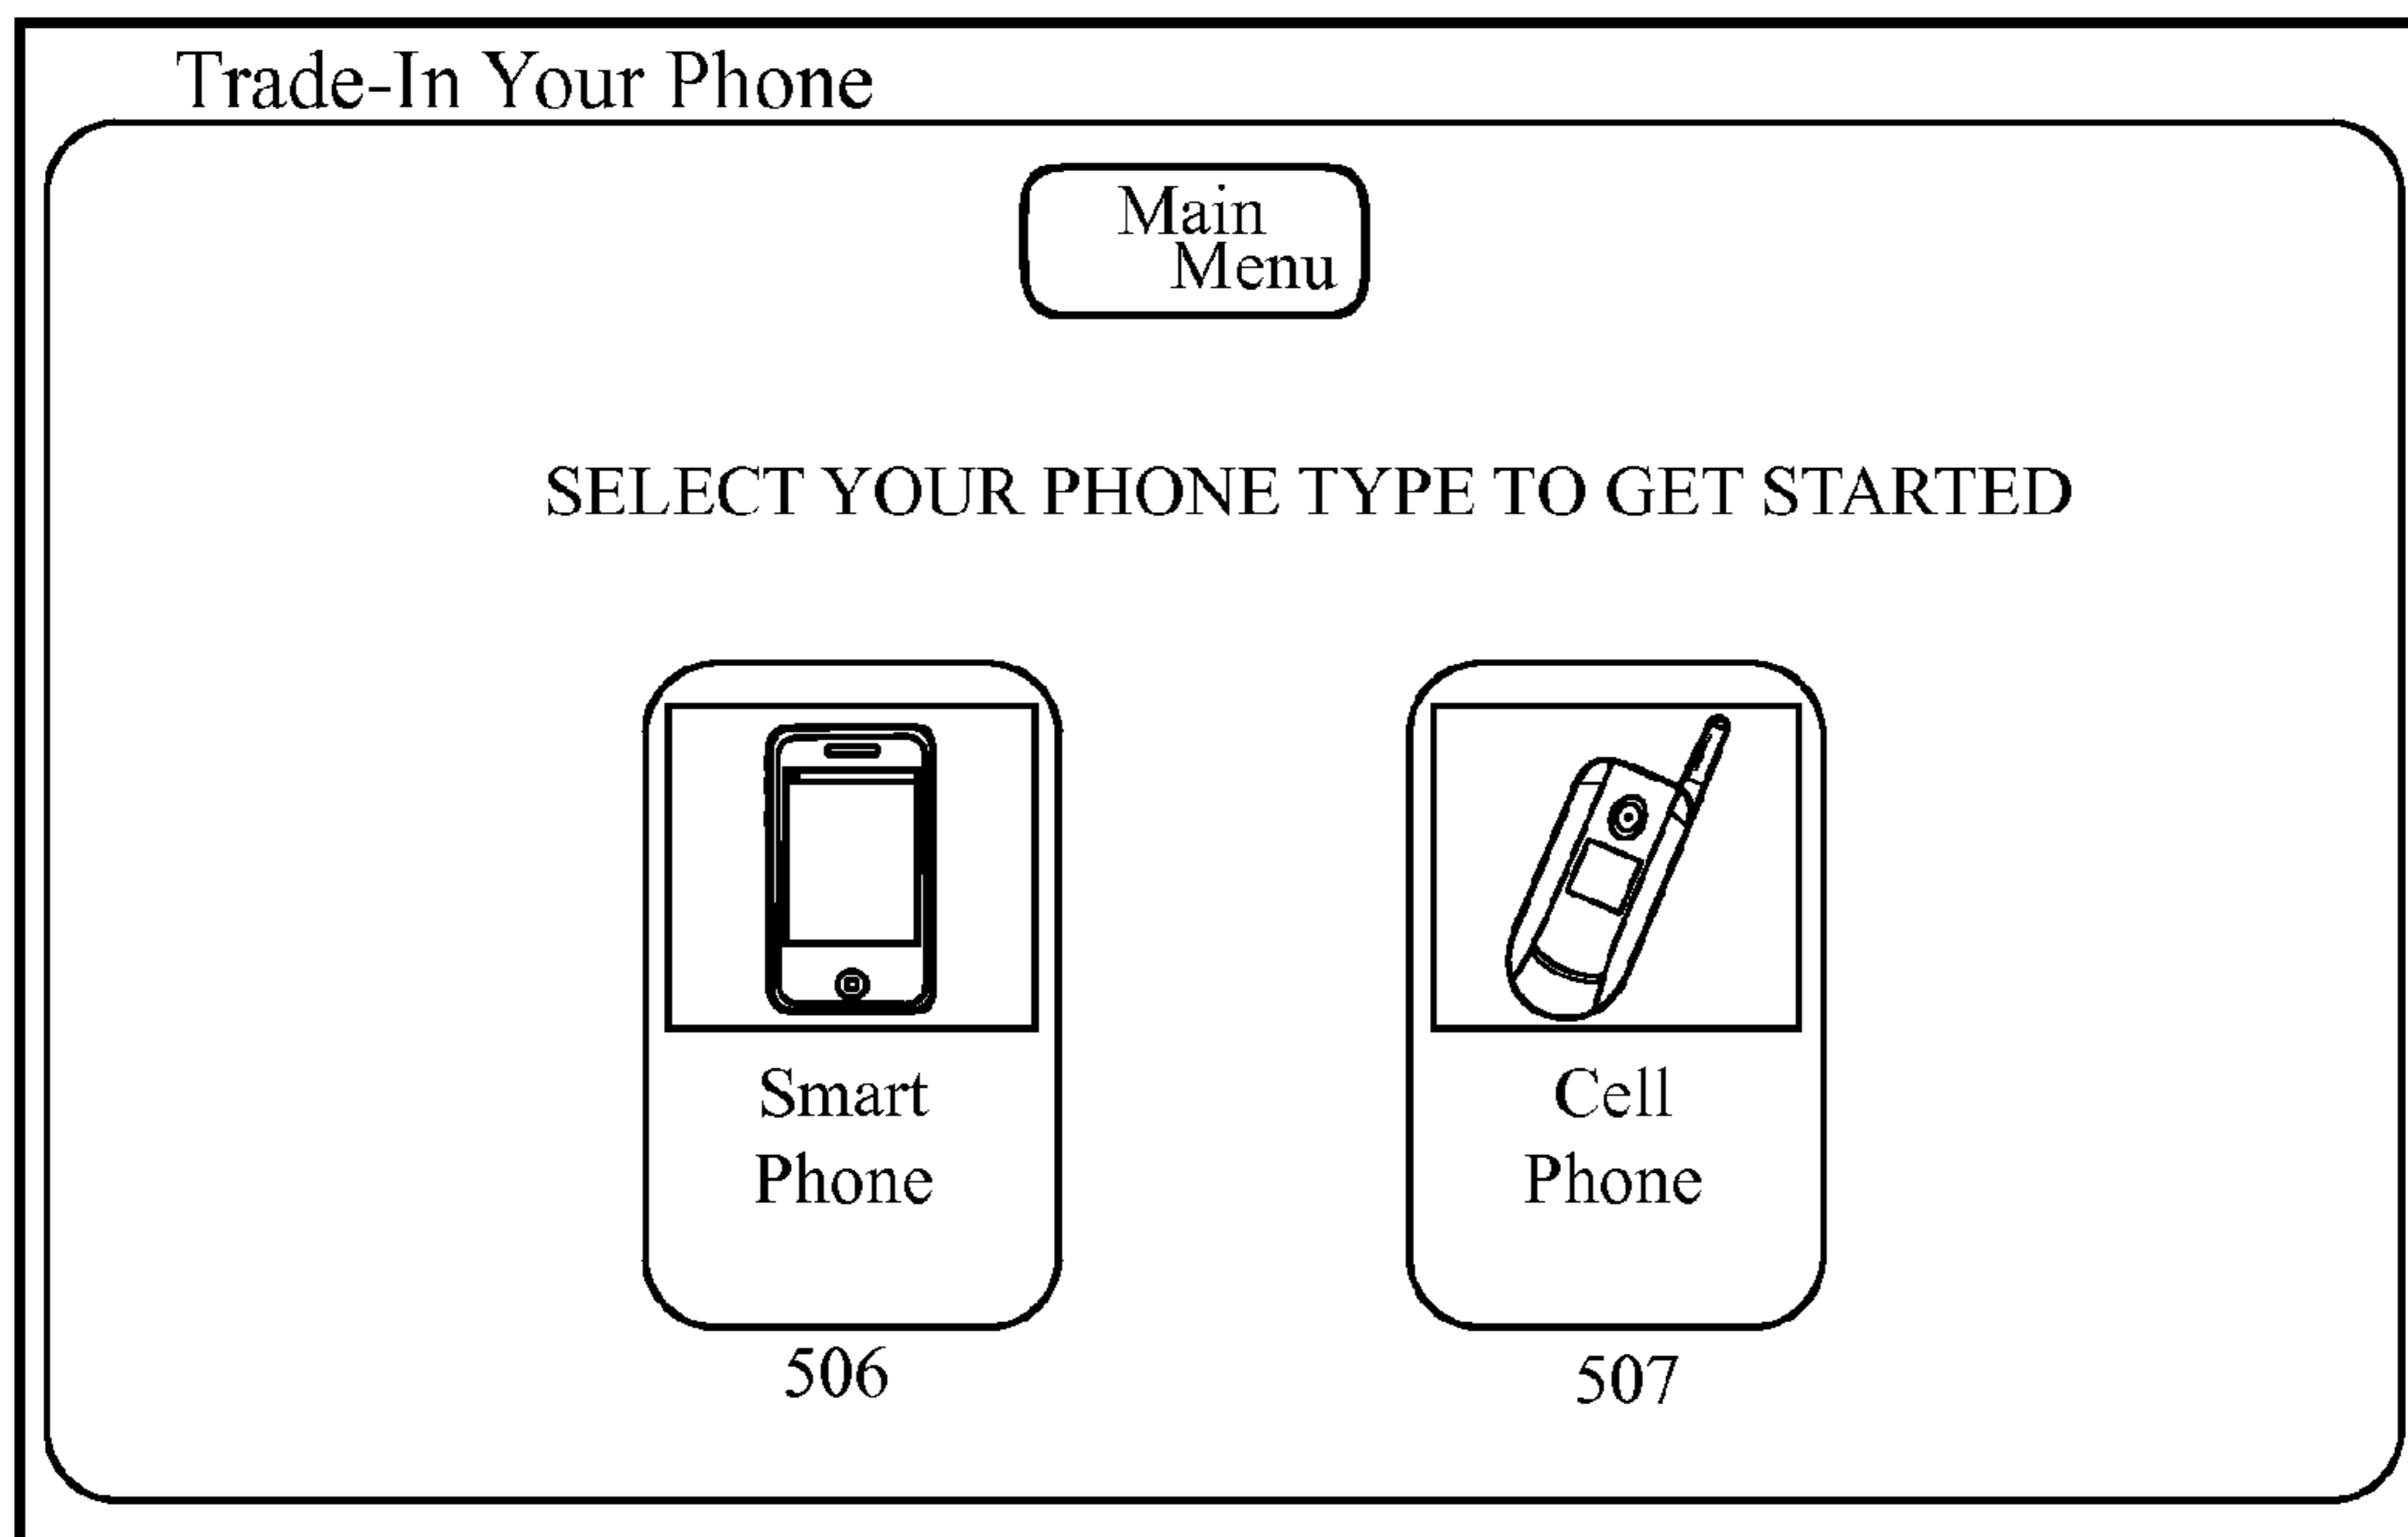 Trade-In Your Phone
Main
Menu
SELECT YOUR PHONE TYPE TO GET STARTED
Smart
Phone
506
Cell
Phone
507